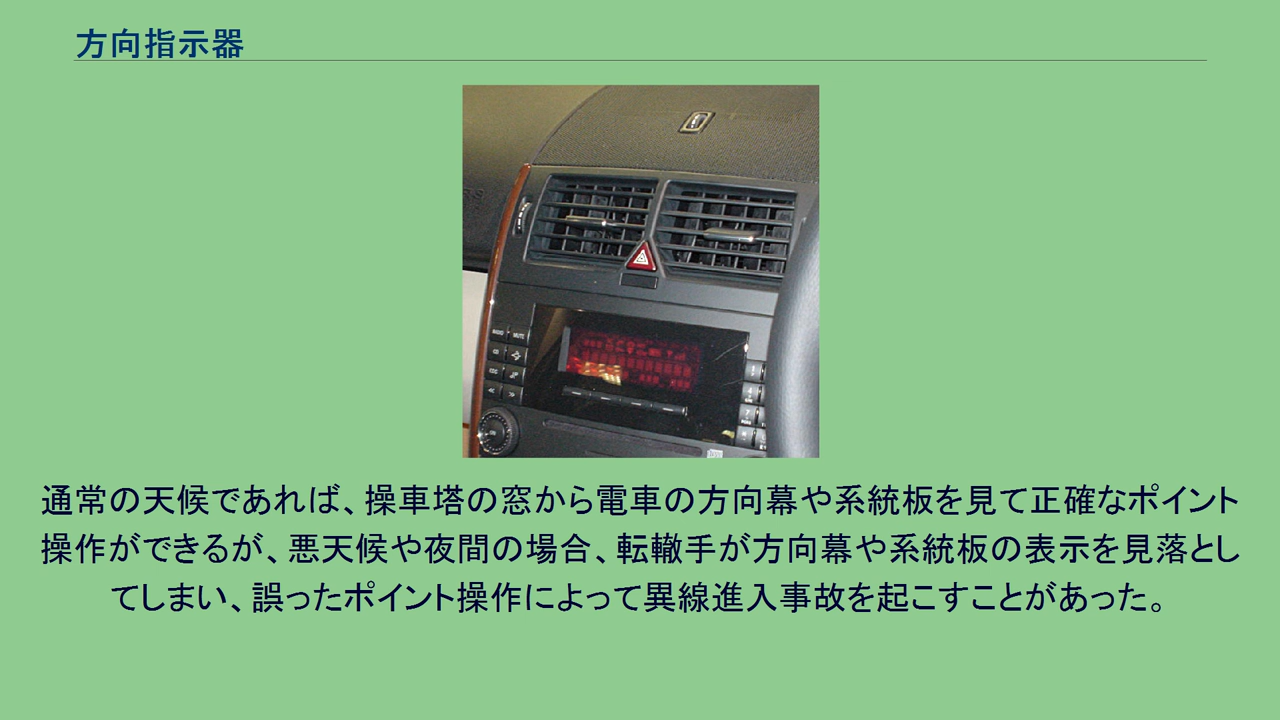 方向指示器
通常の天候であれば、操車塔の窓から電車の方向幕や系統板を見て正確なポイント
操作ができるが、悪天候や夜間の場合、転轍手が方向幕や系統板の表示を見落とし
てしまい、誤ったポイント操作によって異線進入事故を起こすことがあった。